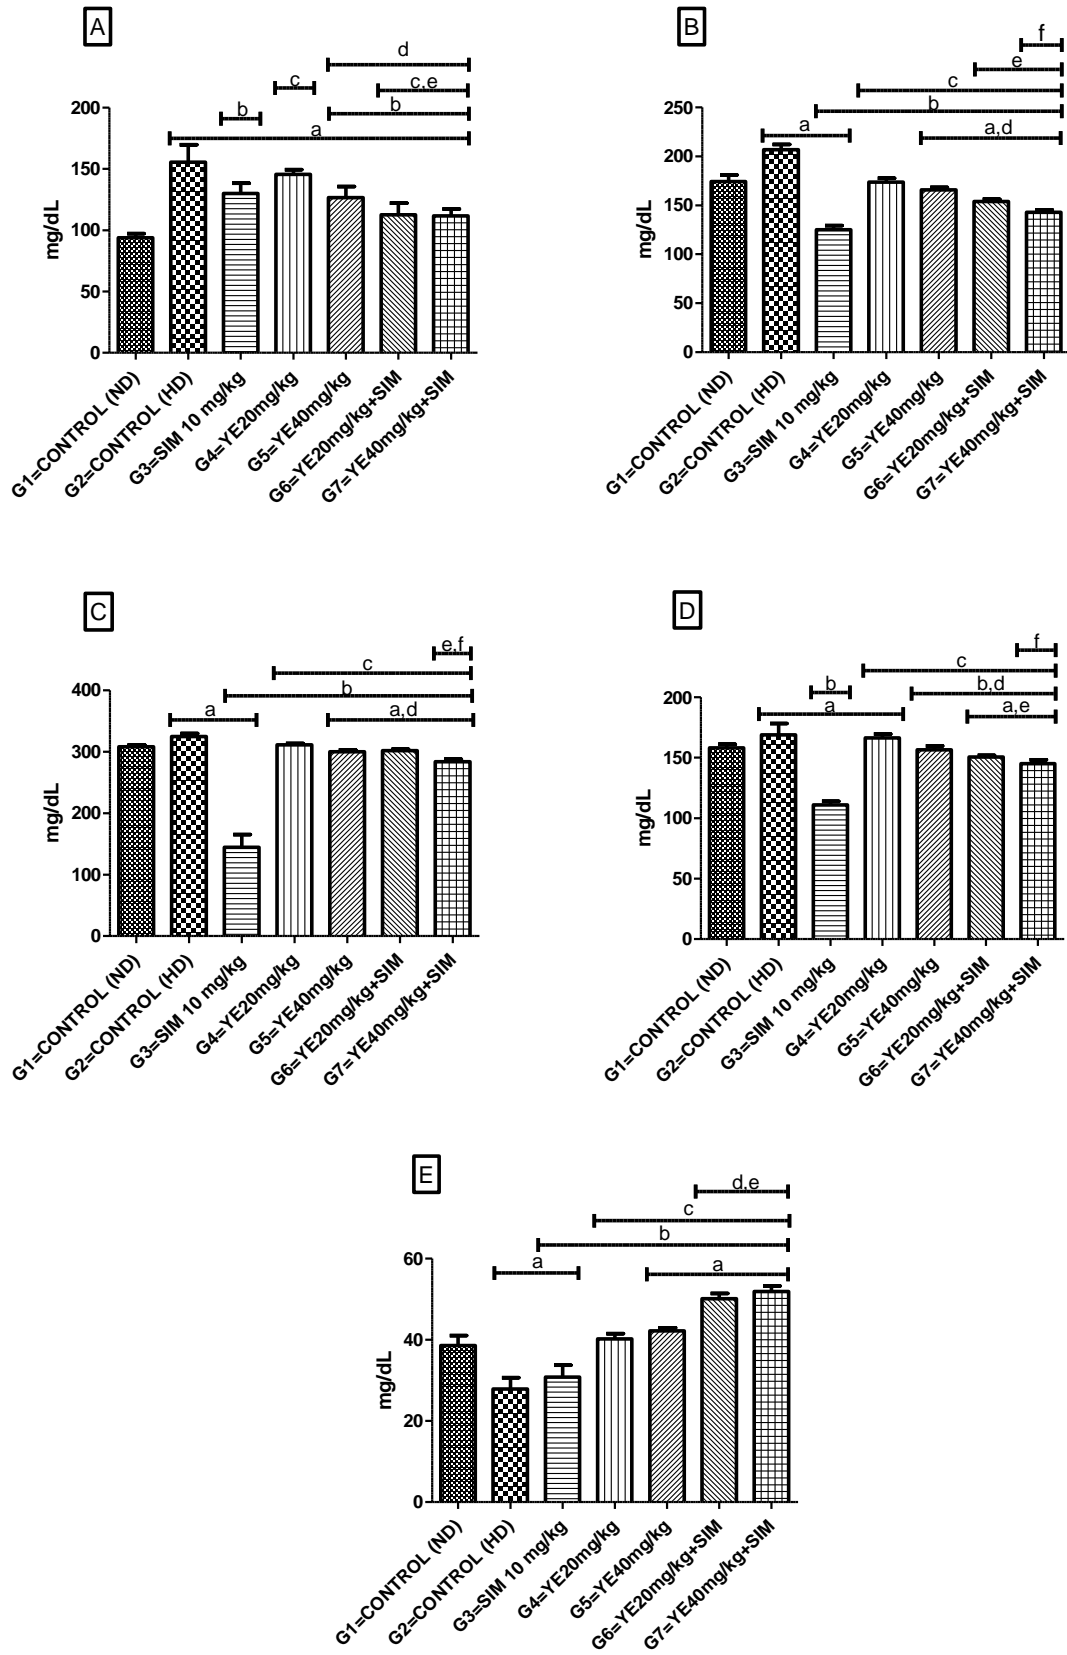 A
d
c
c,e
b
b
a
200
150
100
50
0
mg/dL
G1=CONTROL (ND)
G2=CONTROL (HD)
G3=SIM 10 mg/kg
G4=YE20mg/kg
G5=YE40mg/kg
G6=YE20mg/kg+SIM
G7=YE40mg/kg+SIM
B
f
e
c
b
a
a,d
250
200
150
100
50
0
mg/dL
G1=CONTROL (ND)
G2=CONTROL (HD)
G3=SIM 10 mg/kg
G4=YE20mg/kg
G5=YE40mg/kg
G6=YE20mg/kg+SIM
G7=YE40mg/kg+SIM
C
e,f
c
b
a
a,d
400
300
200
100
0
mg/dL
G1=CONTROL (ND)
G2=CONTROL (HD)
G3=SIM 10 mg/kg
G4=YE20mg/kg
G5=YE40mg/kg
G6=YE20mg/kg+SIM
G7=YE40mg/kg+SIM
D
f
c
b
b,d
a
a,e
200
150
100
50
0
mg/dL
G1=CONTROL (ND)
G2=CONTROL (HD)
G3=SIM 10 mg/kg
G4=YE20mg/kg
G5=YE40mg/kg
G6=YE20mg/kg+SIM
G7=YE40mg/kg+SIM
E
d,e
c
b
a
a
60
40
20
0
mg/dL
G1=CONTROL (ND)
G2=CONTROL (HD)
G3=SIM 10 mg/kg
G4=YE20mg/kg
G5=YE40mg/kg
G6=YE20mg/kg+SIM
G7=YE40mg/kg+SIM